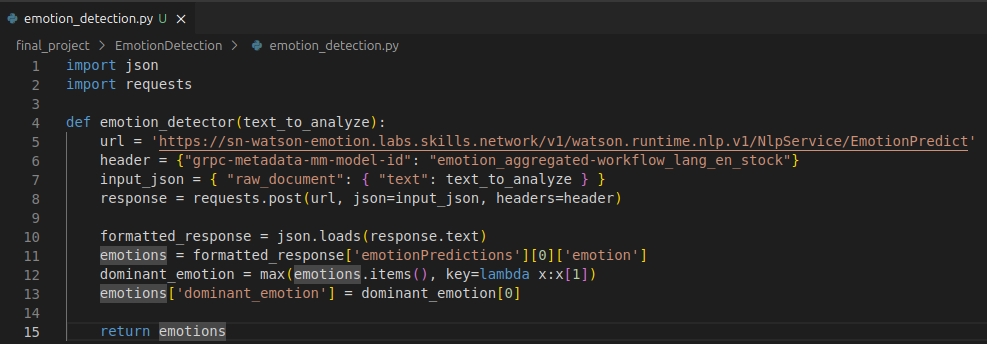 emotion_detection.py U ×
final_project > EmotionDetection > emotion_detection.py
1 import json
2 import requests
3
4 def emotion_detector(text_to_analyze):
5 url = 'https://sn-watson-emotion.labs.skills.network/v1/watson.runtime.nlp.v1/NlpService/EmotionPredict'
6 header = {"grpc-metadata-mm-model-id": "emotion_aggregated-workflow_lang_en_stock"}
7 input_json = { "raw_document": { "text": text_to_analyze } }
8 response = requests.post(url, json=input_json, headers=header)
9
10 formatted_response = json.loads(response.text)
11 emotions = formatted_response['emotionPredictions'][0]['emotion']
12 dominant_emotion = max(emotions.items(), key=lambda x:x[1])
13 emotions['dominant_emotion'] = dominant_emotion[0]
14
15 return emotions